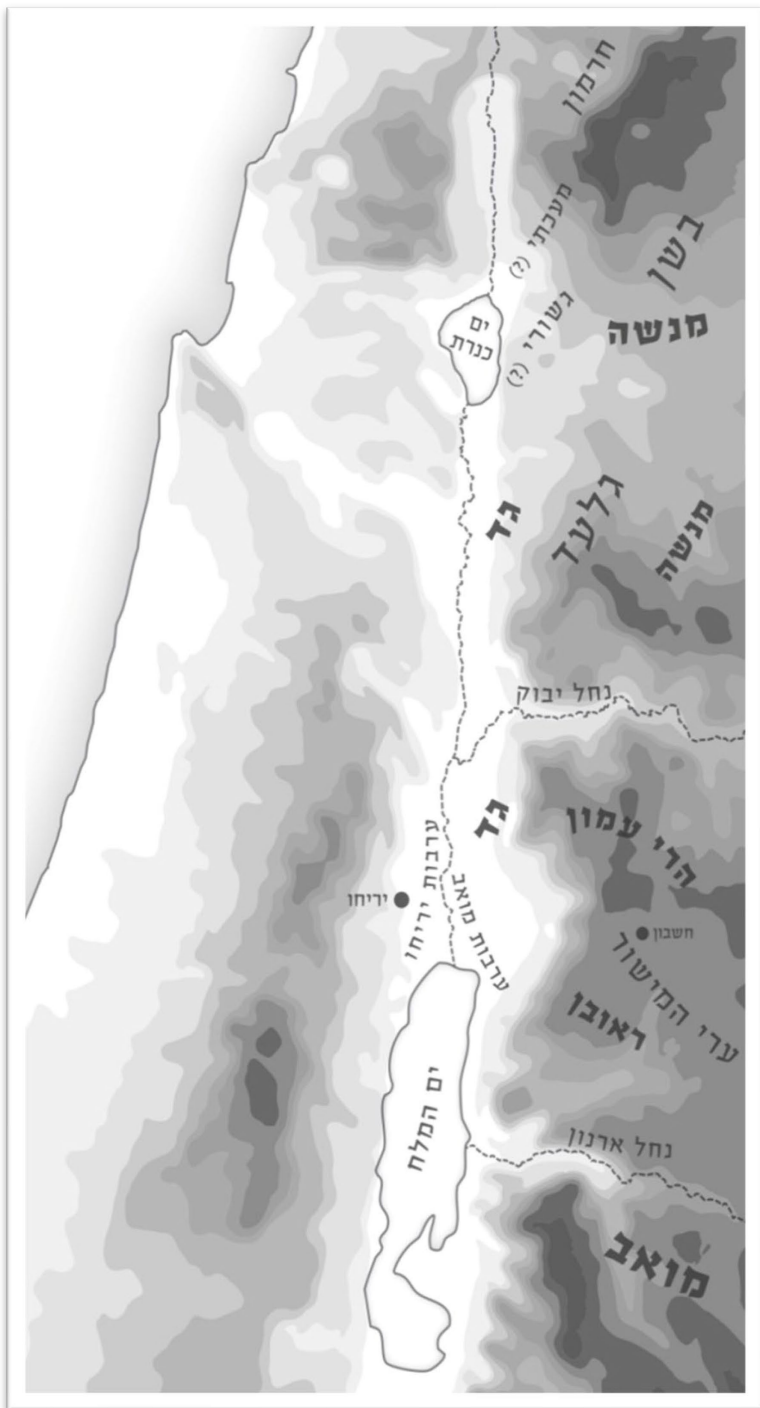 חרמון
מעכתי (?)
בשן
גשורי (?)
מנשה
ים
כנרת
גלעד
מנשה
גד
נחל יבוק
הרי עמון
גד
ערבות יריחו
ערבות מואב
יריחו
חשבון
ערי המישור
ראובן
ים המלח
נחל ארנון
מואב